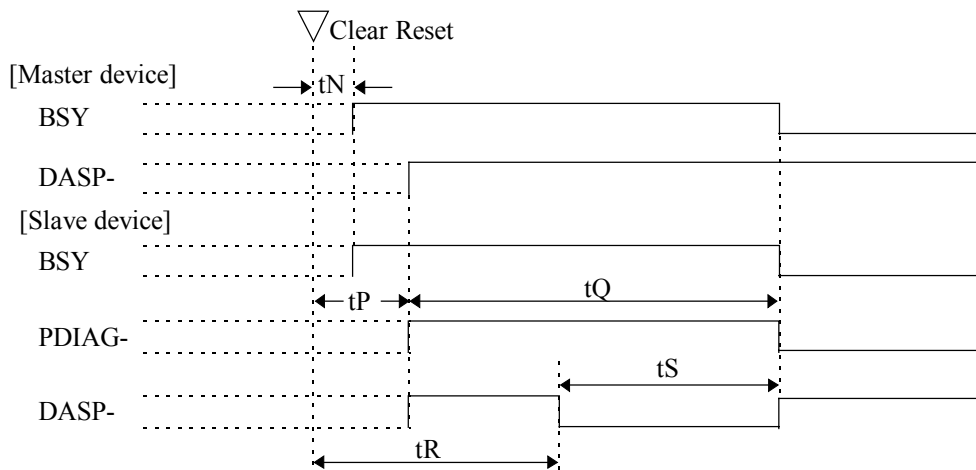 Clear Reset
[Master device]
tN
BSY
DASP-
[Slave device]
BSY
tP
tQ
PDIAG-
tS
DASP-
tR